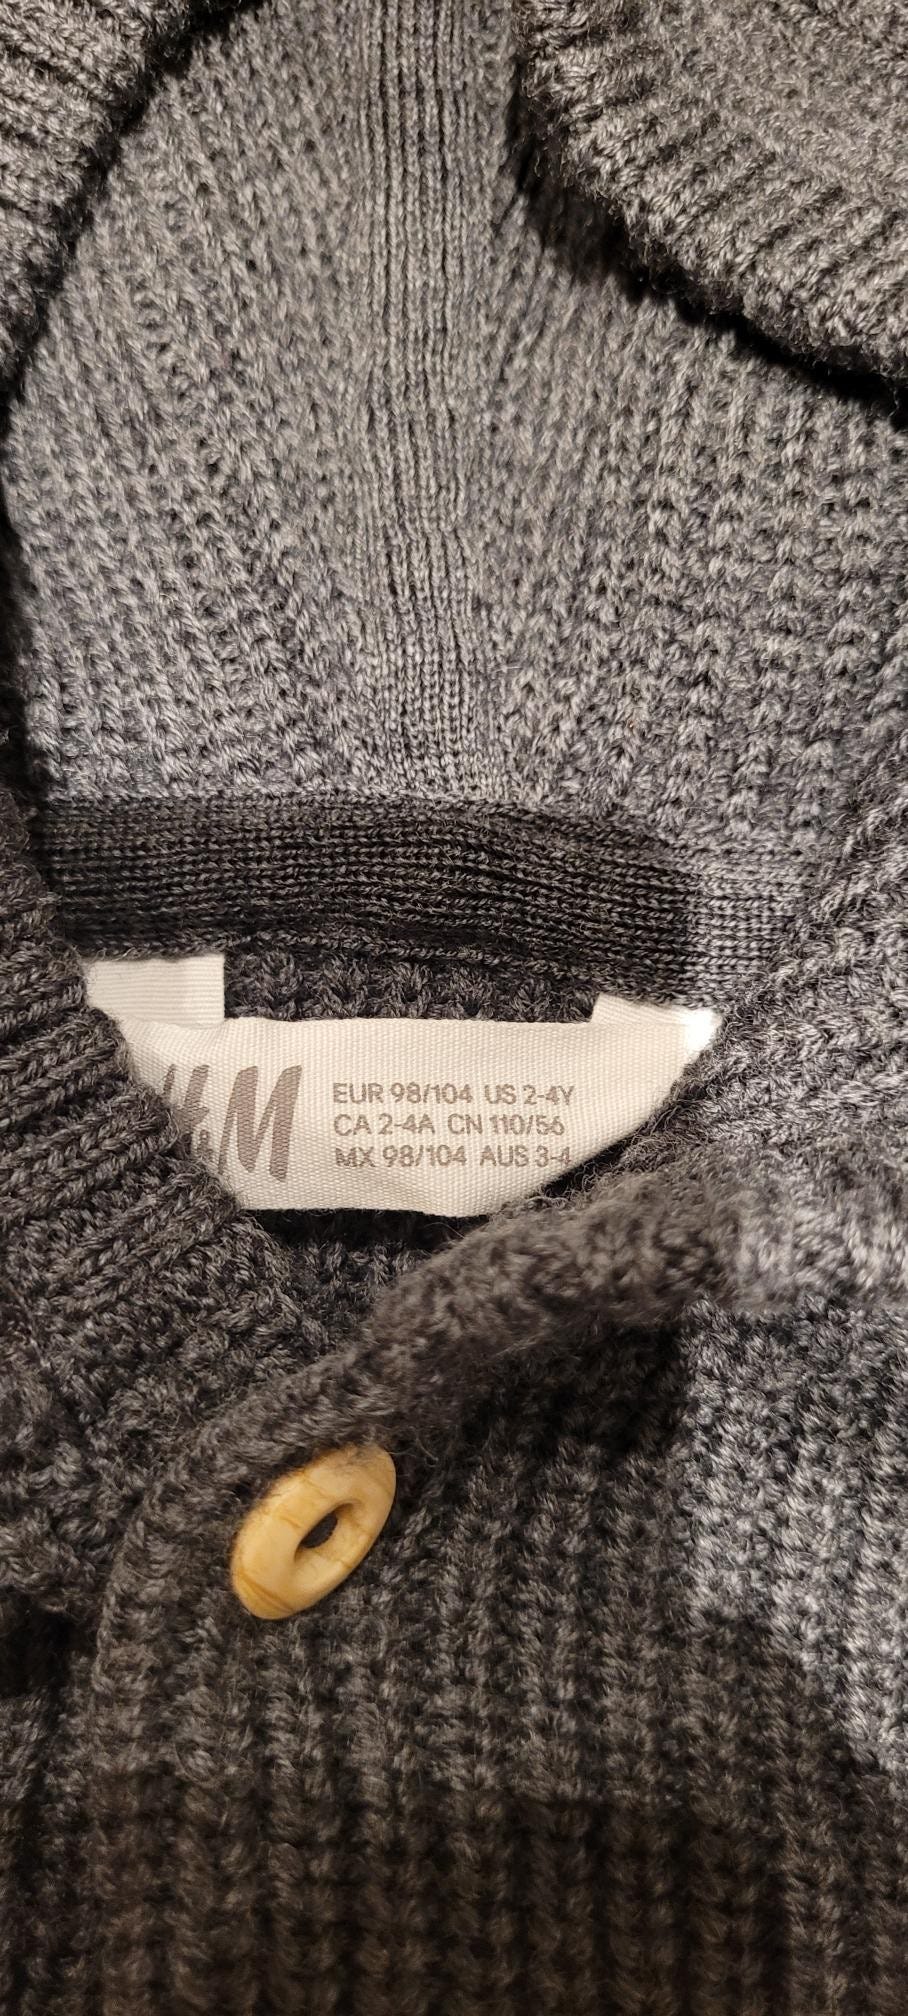 H&M
EUR 98/104 US 2-4Y
CA 2-4A CN 110/56
MX 98/104 AUS 3-4